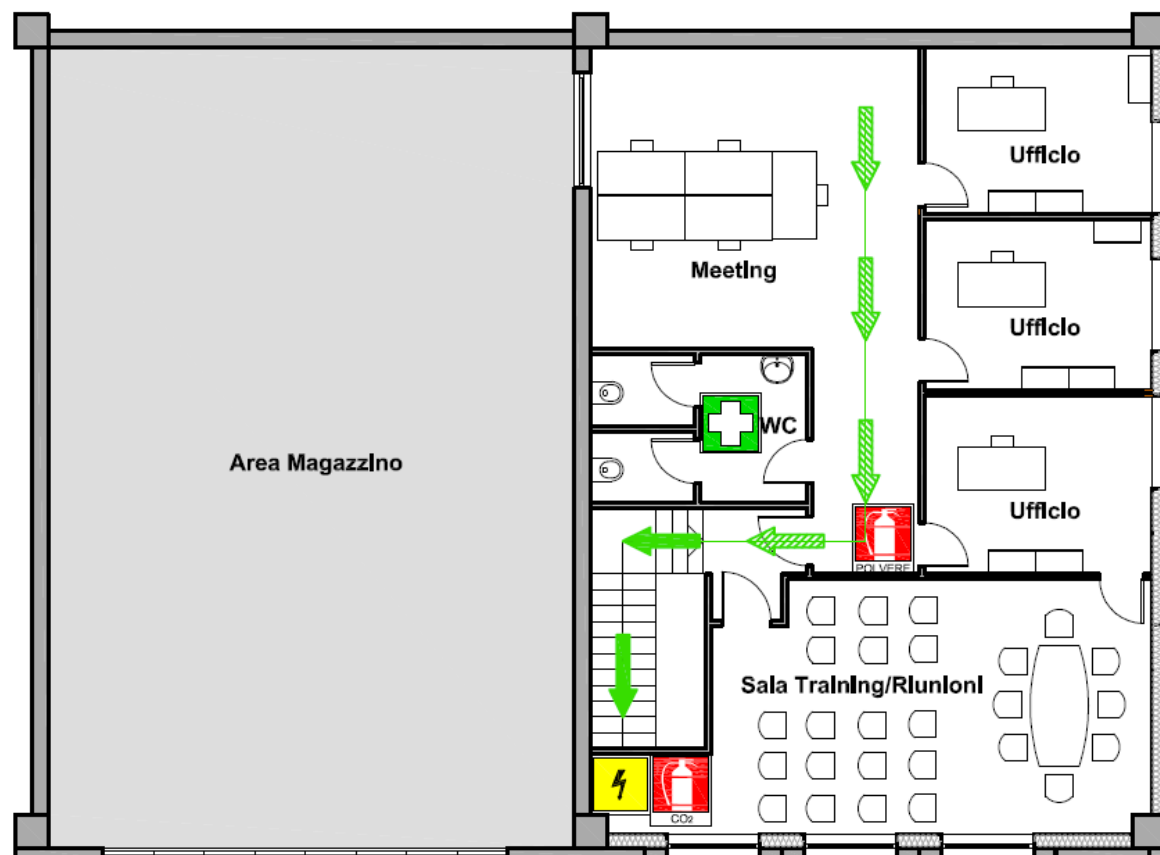 Ufficio
Meeting
Ufficio
WC
Area Magazzino
Ufficio
POLVERE
Sala Training/Riunioni
CO2